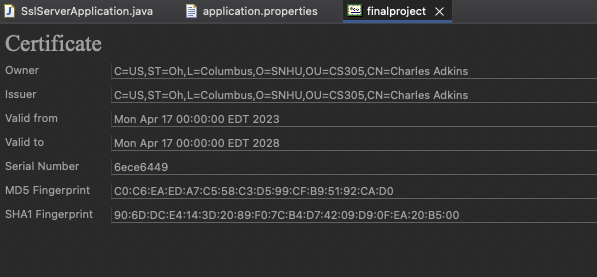 SslServerApplication.java application.properties finalproject
Certificate
Owner C=US,ST=Oh,L=Columbus,O=SNHU,OU=CS305,CN=Charles Adkins
Issuer C=US,ST=Oh,L=Columbus,O=SNHU,OU=CS305,CN=Charles Adkins
Valid from Mon Apr 17 00:00:00 EDT 2023
Valid to Mon Apr 17 00:00:00 EDT 2028
Serial Number 6ece6449
MD5 Fingerprint C0:C6:EA:ED:A7:C5:58:C3:D5:99:CF:B9:51:92:CA:D0
SHA1 Fingerprint 90:6D:DC:E4:14:3D:20:89:F0:7C:B4:D7:42:09:D9:0F:EA:20:B5:00